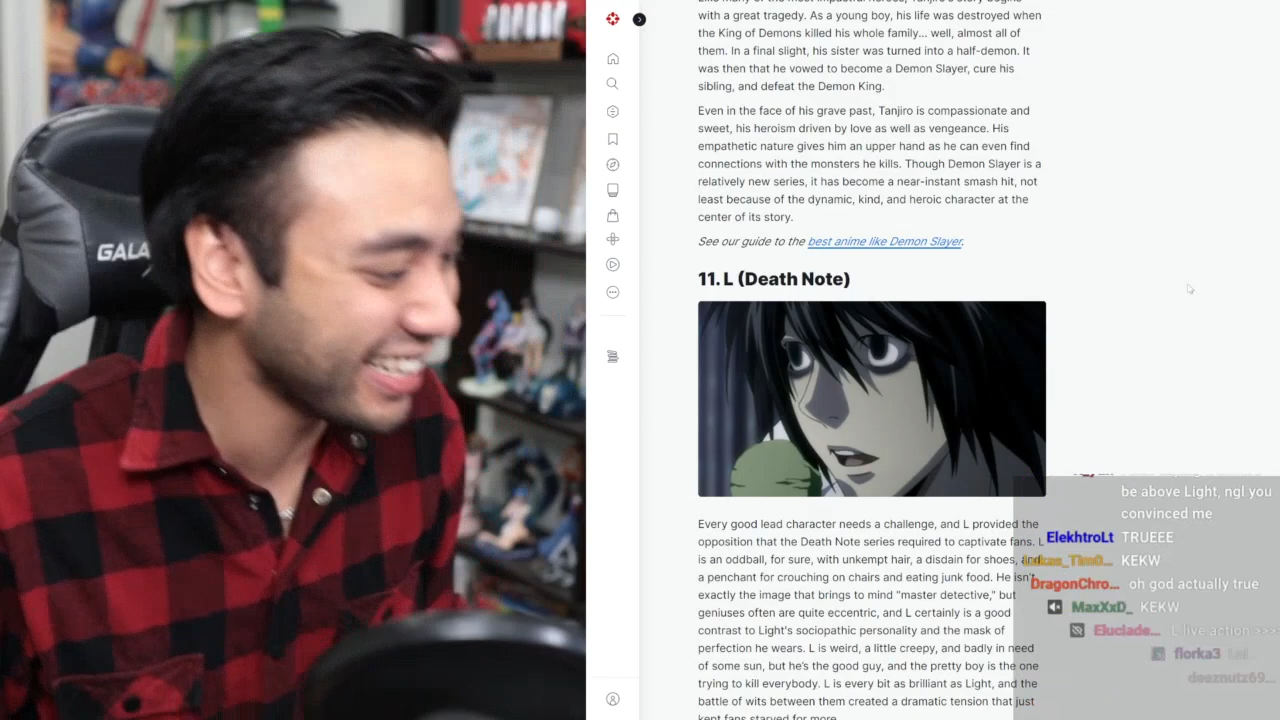 GALA
with a great tragedy. As a young boy, his life was destroyed when
the King of Demons killed his whole family... well, almost all of
them. In a final slight, his sister was turned into a half-demon. It
was then that he vowed to become a Demon Slayer, cure his
sibling, and defeat the Demon King.
Even in the face of his grave past, Tanjiro is compassionate and
sweet, his heroism driven by love as well as vengeance. His
empathetic nature gives him an upper hand as he can even find
connections with the monsters he kills. Though Demon Slayer is a
relatively new series, it has become a near-instant smash hit, not
least because of the dynamic, kind, and heroic character at the
center of its story.
See our guide to the best anime like Demon Slayer.
11. L (Death Note)
Every good lead character needs a challenge, and L provided the
opposition that the Death Note series required to captivate fans. L
is an oddball, for sure, with unkempt hair, a disdain for shoes, and
a penchant for crouching on chairs and eating junk food. He isn't
exactly the image that brings to mind "master detective," but
geniuses often are quite eccentric, and L certainly is a good
contrast to Light's sociopathic personality and the mask of
perfection he wears. L is weird, a little creepy, and badly in need
of some sun, but he's the good guy, and the pretty boy is the one
trying to kill everybody. L is every bit as brilliant as Light, and the
battle of wits between them created a dramatic tension that just
kept fans starved for more.
be above Light, ngl you
convinced me
ElekhtroLt TRUEEE
KEKW
DragonChro... oh god actually true
MaxXxD_ KEKW
Eluciade... L live action >>>
florka3
deeznutz69...